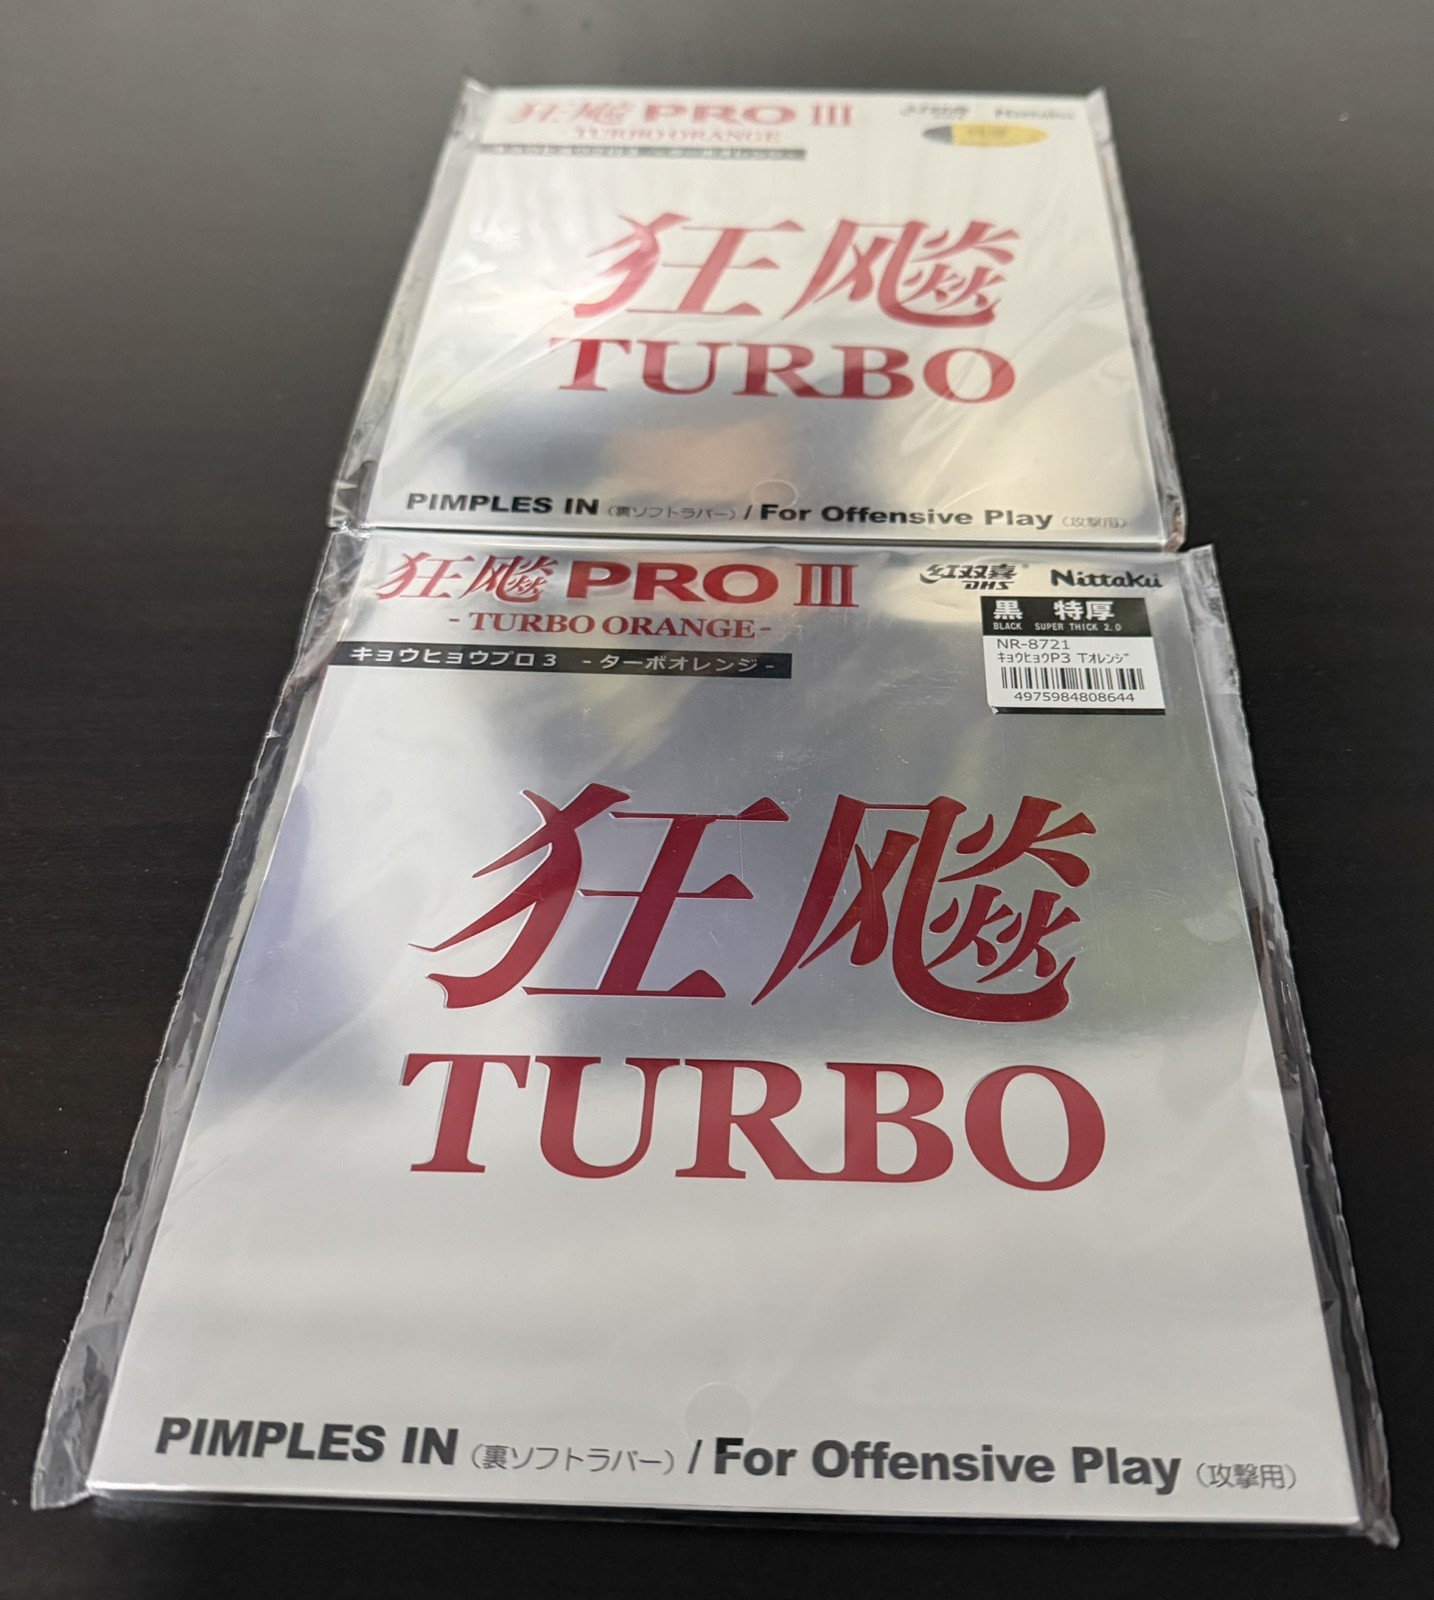 狂飈 PRO III
- TURBO ORANGE -
狂飈
TURBO
PIMPLES IN (裏ソフトラバー) / For Offensive Play (攻撃用)
狂飈 PRO III
- TURBO ORANGE -
キョウヒョウプロ3 -ターボオレンジ-
红双喜® DHS Nittaku
黒 特厚
BLACK SUPER THICK 2.0
NR-8721
ｷｮｳﾋｮｳP3 Tｵﾚﾝｼﾞ
4975984808644
狂飈
TURBO
PIMPLES IN (裏ソフトラバー) / For Offensive Play (攻撃用)